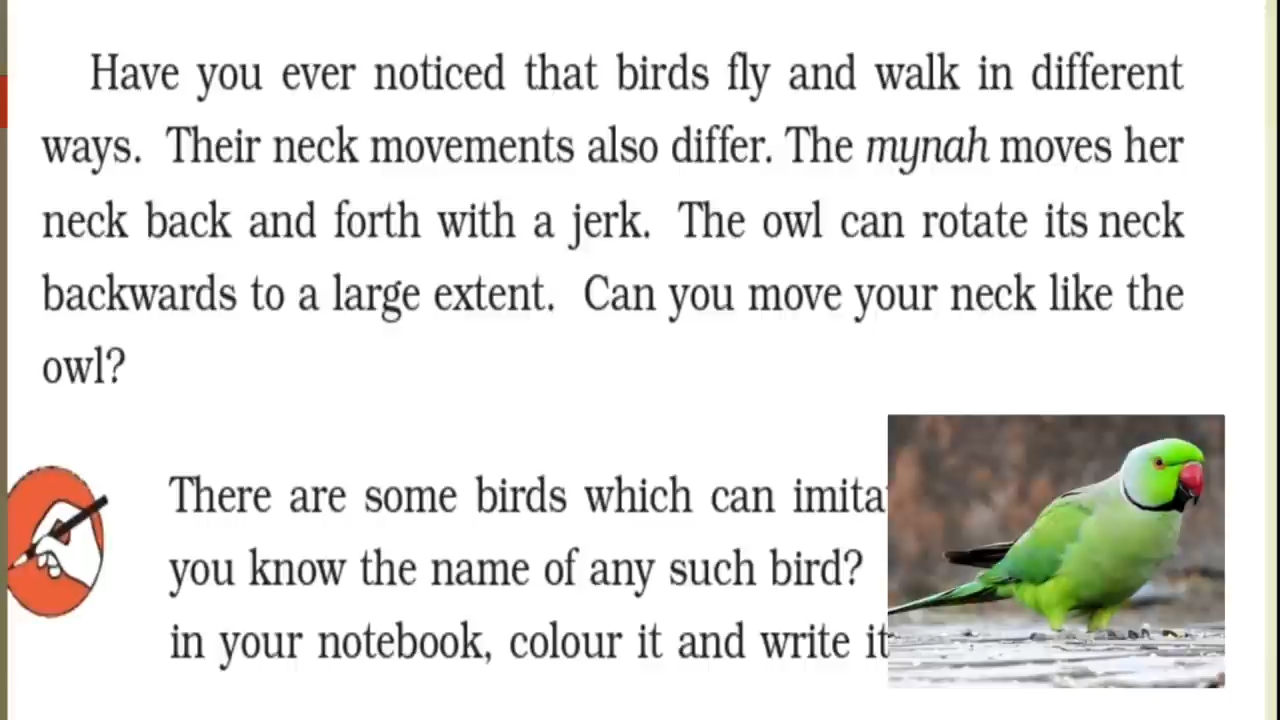 Have you ever noticed that birds fly and walk in different
ways. Their neck movements also differ. The mynah moves her
neck back and forth with a jerk. The owl can rotate its neck
backwards to a large extent. Can you move your neck like the
owl?
There are some birds which can
you know the name of any such bird?
in your notebook, colour it and write it